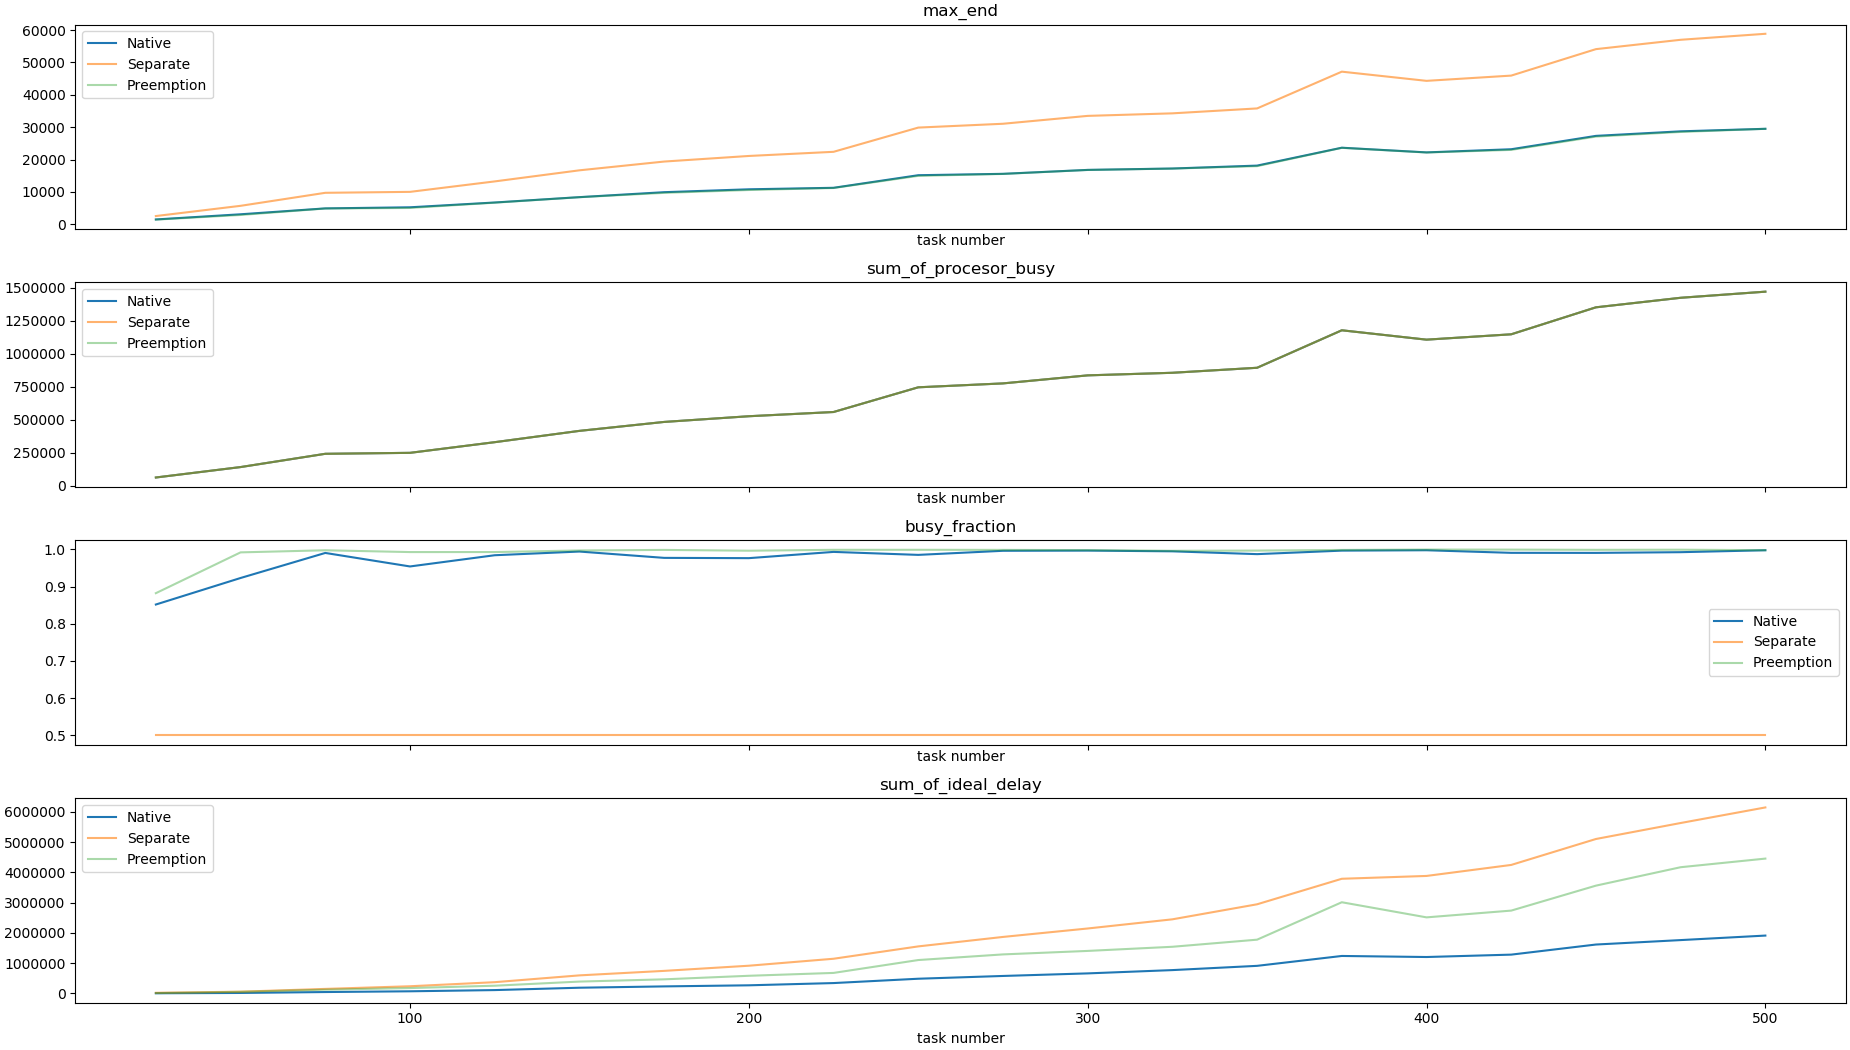 max_end
60000
50000
40000
30000
20000
10000
0
Native
Separate
Preemption
task number
sum_of_procesor_busy
1500000
1250000
1000000
750000
500000
250000
0
Native
Separate
Preemption
task number
busy_fraction
1.0
0.9
0.8
0.7
0.6
0.5
Native
Separate
Preemption
task number
sum_of_ideal_delay
6000000
5000000
4000000
3000000
2000000
1000000
0
Native
Separate
Preemption
100 200 300 400 500
task number